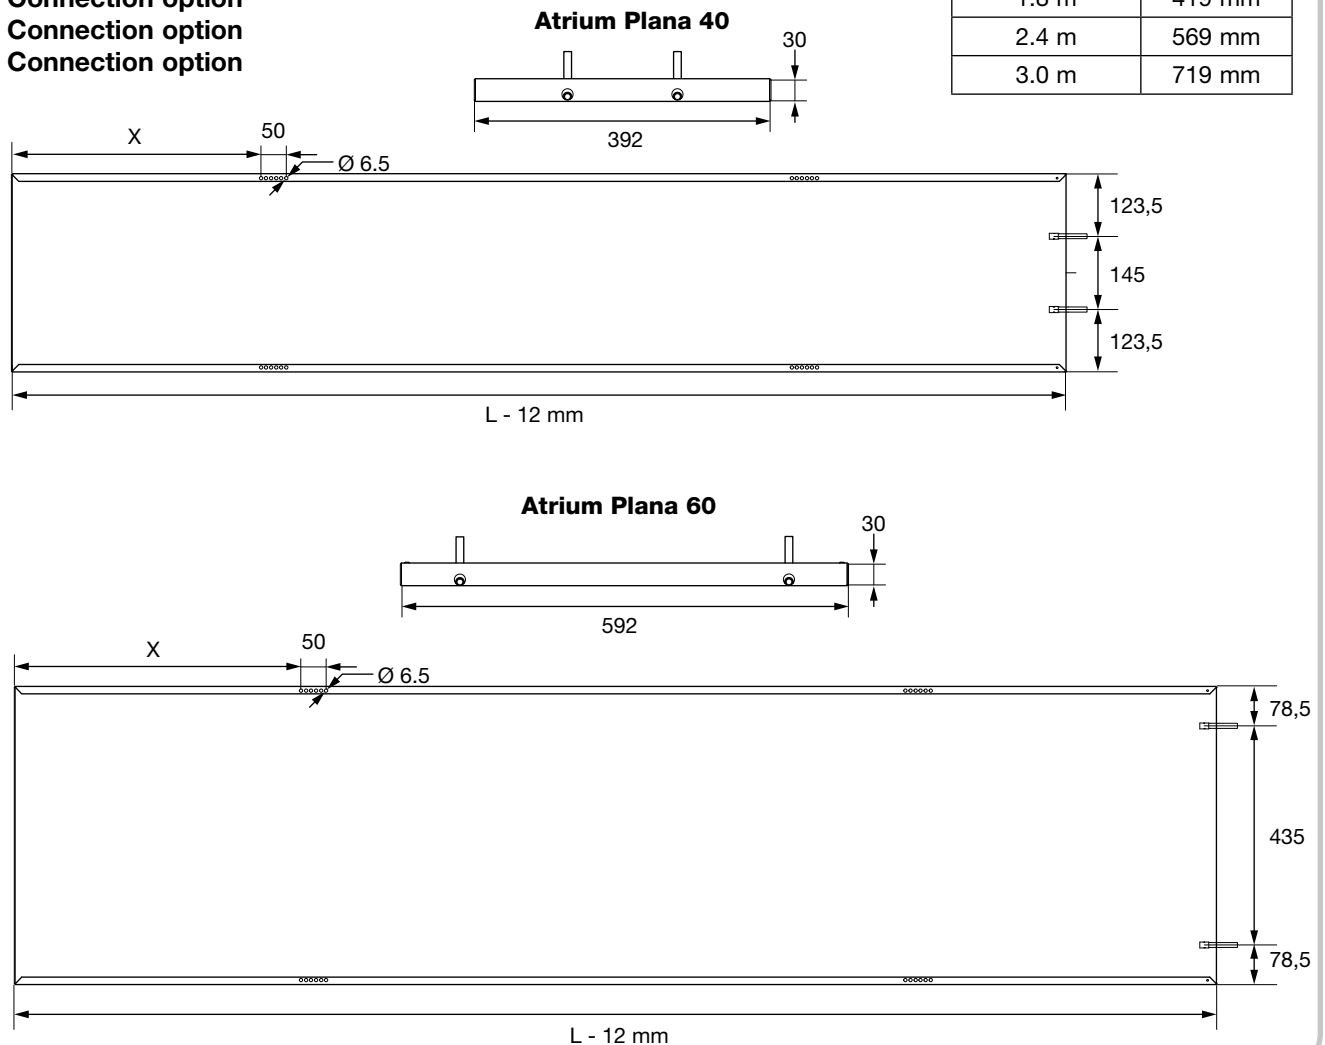 Connection option
Connection option
Connection option
1.8 m 419 mm
2.4 m 569 mm
3.0 m 719 mm
Atrium Plana 40
30
392
X
50
Ø 6.5
123,5
145
123,5
L - 12 mm
Atrium Plana 60
30
592
X
50
Ø 6.5
78,5
435
78,5
L - 12 mm